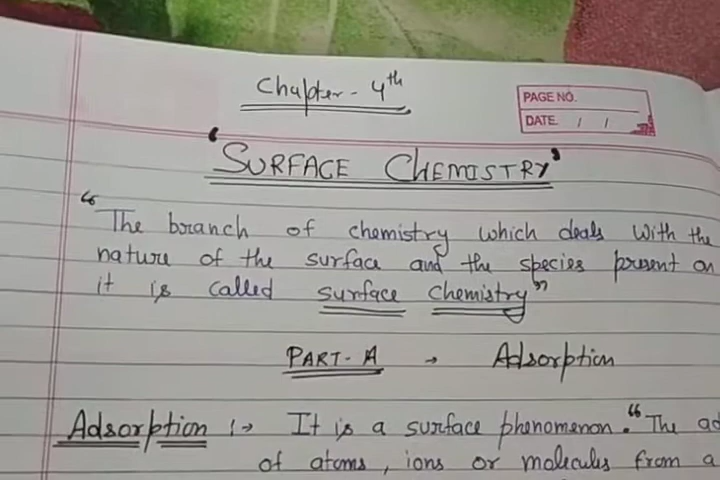 Chapter - 4th
PAGE NO.
DATE / /
'SURFACE CHEMISTRY'
"The branch of chemistry which deals with the
nature of the surface and the species present on
it is called surface chemistry"
PART - A → Adsorption
Adsorption :→ It is a surface phenomenon. "The ad
of atoms, ions or molecules from a